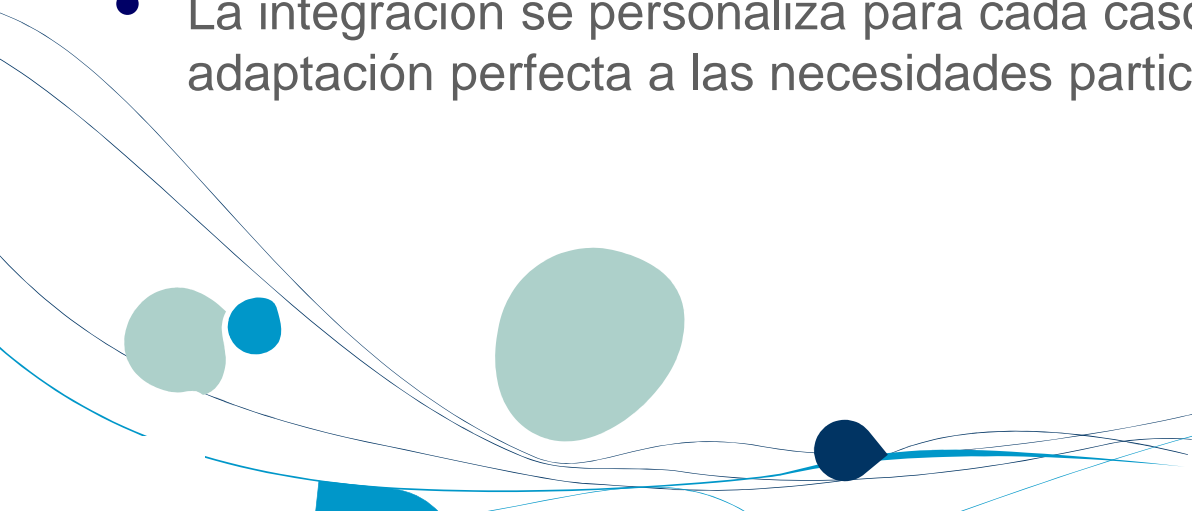 La integración se personaliza para cada caso
adaptación perfecta a las necesidades partic